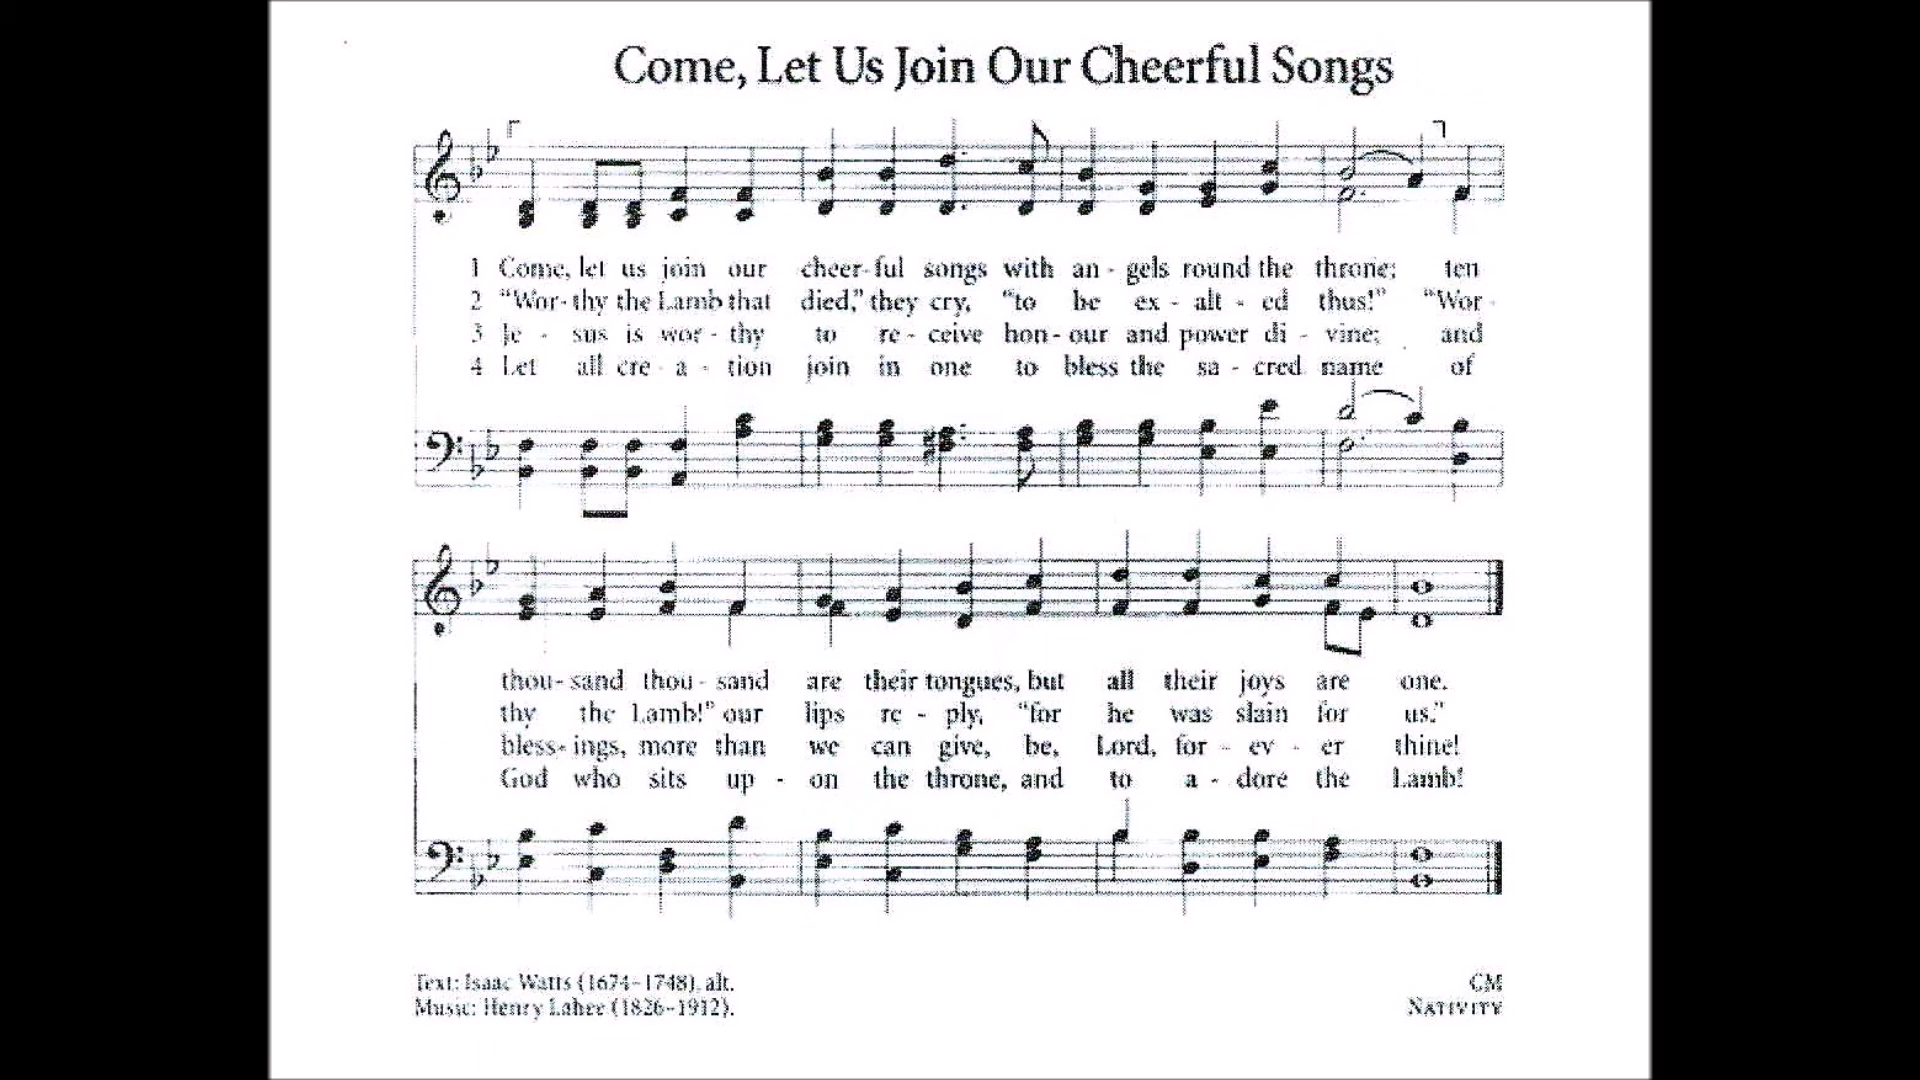 Come, Let Us Join Our Cheerful Songs
1 Come, let us join our cheer-ful songs with an - gels round the throne; ten
2 “Wor- thy the Lamb that died,” they cry, “to be ex - alt - ed thus!” “Wor -
3 Je - sus is wor - thy to re - ceive hon - our and power di - vine; and
4 Let all cre - a - tion join in one to bless the sa - cred name of
thou- sand thou - sand are their tongues, but all their joys are one.
thy the Lamb!” our lips re - ply, “for he was slain for us.”
bless- ings, more than we can give, be, Lord, for - ev - er thine!
God who sits up - on the throne, and to a - dore the Lamb!
Text: Isaac Watts (1674–1748), alt.
Music: Henry Lahee (1826–1912).
CM
NATIVITY